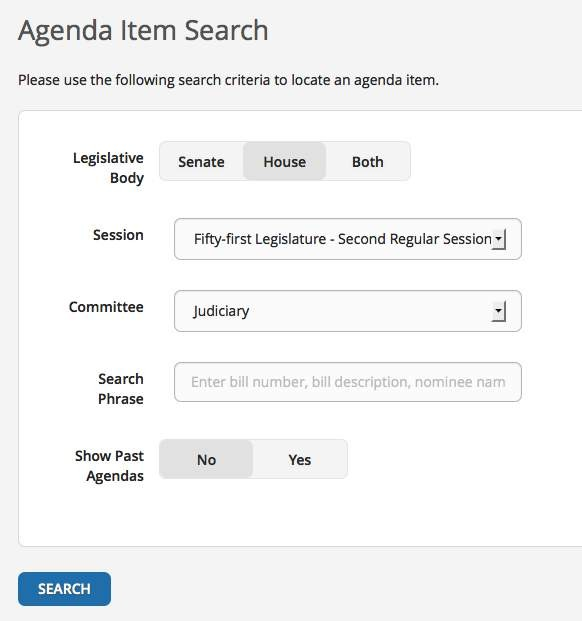 Agenda Item Search
Please use the following search criteria to locate an agenda item.
Legislative
Body
Senate House Both
Session
Fifty-first Legislature - Second Regular Session
Committee
Judiciary
Search
Phrase
Enter bill number, bill description, nominee nam
Show Past
Agendas
No Yes
SEARCH